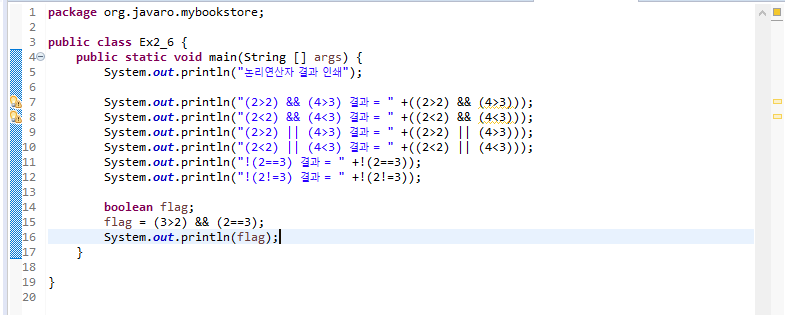 1 package org.javaro.mybookstore;
2
3 public class Ex2_6 {
4 public static void main(String [] args) {
5 System.out.println("논리연산자 결과 인쇄");
6
7 System.out.println("(2>2) && (4>3) 결과 = " +((2>2) && (4>3)));
8 System.out.println("(2<2) && (4<3) 결과 = " +((2<2) && (4<3)));
9 System.out.println("(2>2) || (4>3) 결과 = " +((2>2) || (4>3)));
10 System.out.println("(2<2) || (4<3) 결과 = " +((2<2) || (4<3)));
11 System.out.println("!(2==3) 결과 = " +!(2==3));
12 System.out.println("!(2!=3) 결과 = " +!(2!=3));
13
14 boolean flag;
15 flag = (3>2) && (2==3);
16 System.out.println(flag);
17 }
18
19 }
20